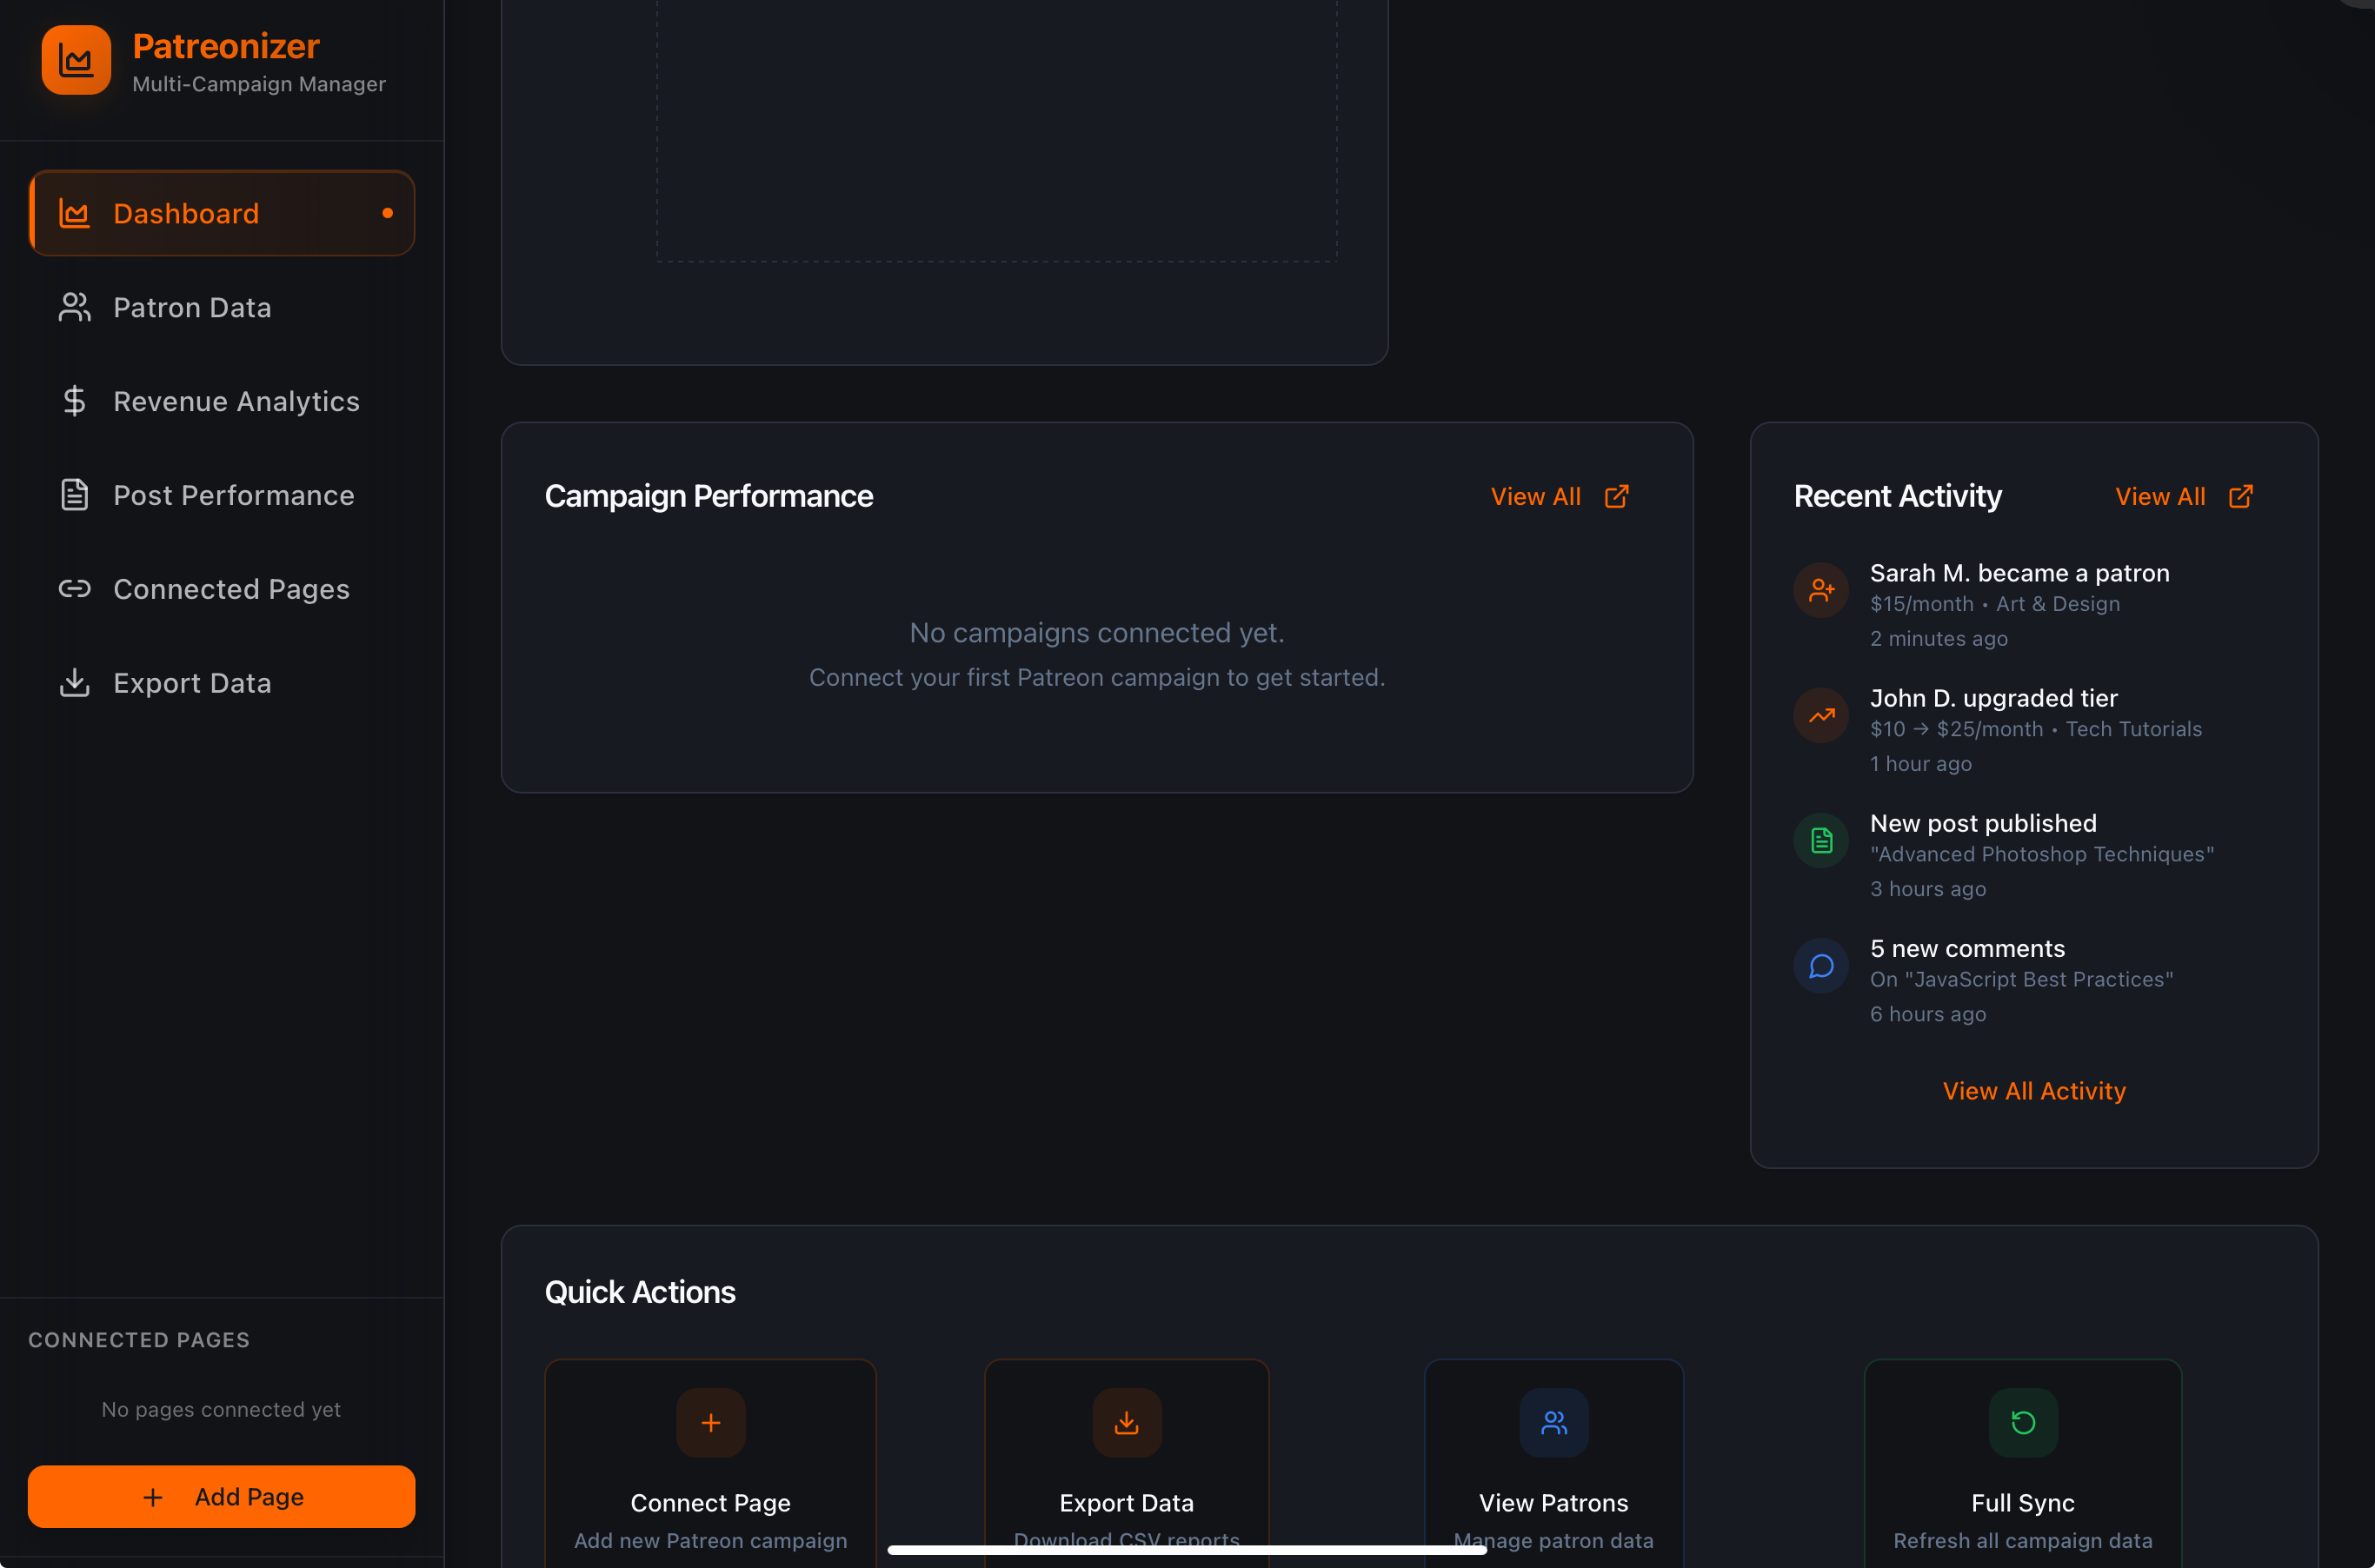 Patreonizer
Multi-Campaign Manager
Dashboard
Patron Data
Revenue Analytics
Post Performance
Connected Pages
Export Data
CONNECTED PAGES
No pages connected yet
Add Page
Campaign Performance
View All
No campaigns connected yet.
Connect your first Patreon campaign to get started.
Recent Activity
View All
Sarah M. became a patron
$15/month • Art & Design
2 minutes ago
John D. upgraded tier
$10 → $25/month • Tech Tutorials
1 hour ago
New post published
"Advanced Photoshop Techniques"
3 hours ago
5 new comments
On "JavaScript Best Practices"
6 hours ago
View All Activity
Quick Actions
Connect Page
Add new Patreon campaign
Export Data
Download CSV reports
View Patrons
Manage patron data
Full Sync
Refresh all campaign data